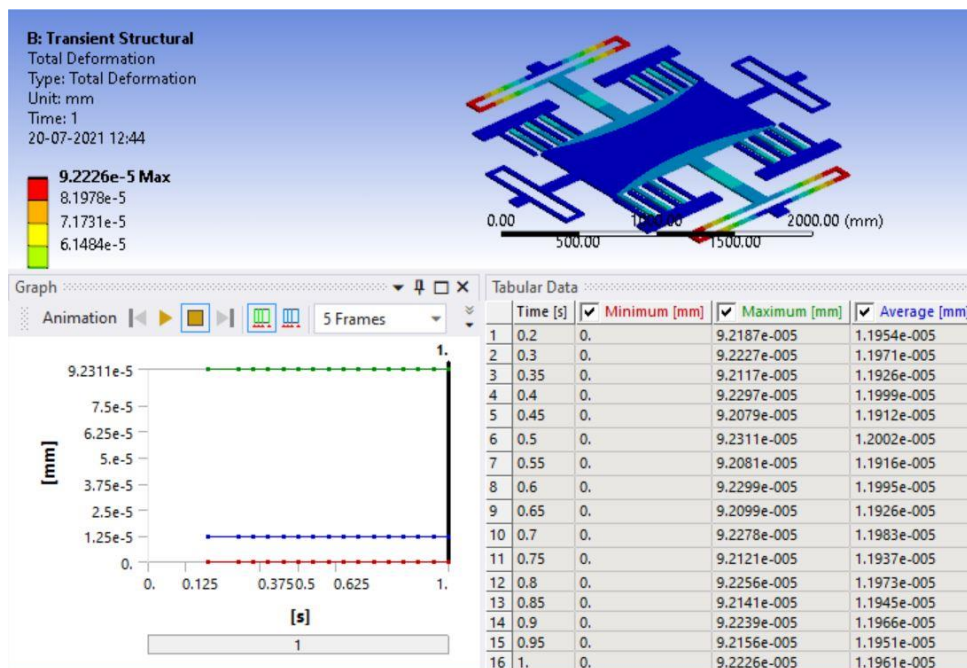 B: Transient Structural
Total Deformation
Type: Total Deformation
Unit: mm
Time: 1
20-07-2021 12:44
9.2226e-5 Max
8.1978e-5
7.1731e-5
6.1484e-5
0.00 1000.00 2000.00 (mm)
500.00 1500.00
Graph
Animation 5 Frames
1.
9.2311e-5
7.5e-5
6.25e-5
5.e-5
3.75e-5
2.5e-5
1.25e-5
0.
[mm]
0. 0.125 0.3750.5 0.625 1.
[s]
1
Tabular Data
Time [s] Minimum [mm] Maximum [mm] Average [mm]
1 0.2 0. 9.2187e-005 1.1954e-005
2 0.3 0. 9.2227e-005 1.1971e-005
3 0.35 0. 9.2117e-005 1.1926e-005
4 0.4 0. 9.2297e-005 1.1999e-005
5 0.45 0. 9.2079e-005 1.1912e-005
6 0.5 0. 9.2311e-005 1.2002e-005
7 0.55 0. 9.2081e-005 1.1916e-005
8 0.6 0. 9.2299e-005 1.1995e-005
9 0.65 0. 9.2099e-005 1.1926e-005
10 0.7 0. 9.2278e-005 1.1983e-005
11 0.75 0. 9.2121e-005 1.1937e-005
12 0.8 0. 9.2256e-005 1.1973e-005
13 0.85 0. 9.2141e-005 1.1945e-005
14 0.9 0. 9.2239e-005 1.1966e-005
15 0.95 0. 9.2156e-005 1.1951e-005
16 1. 0. 9.2226e-005 1.1961e-005